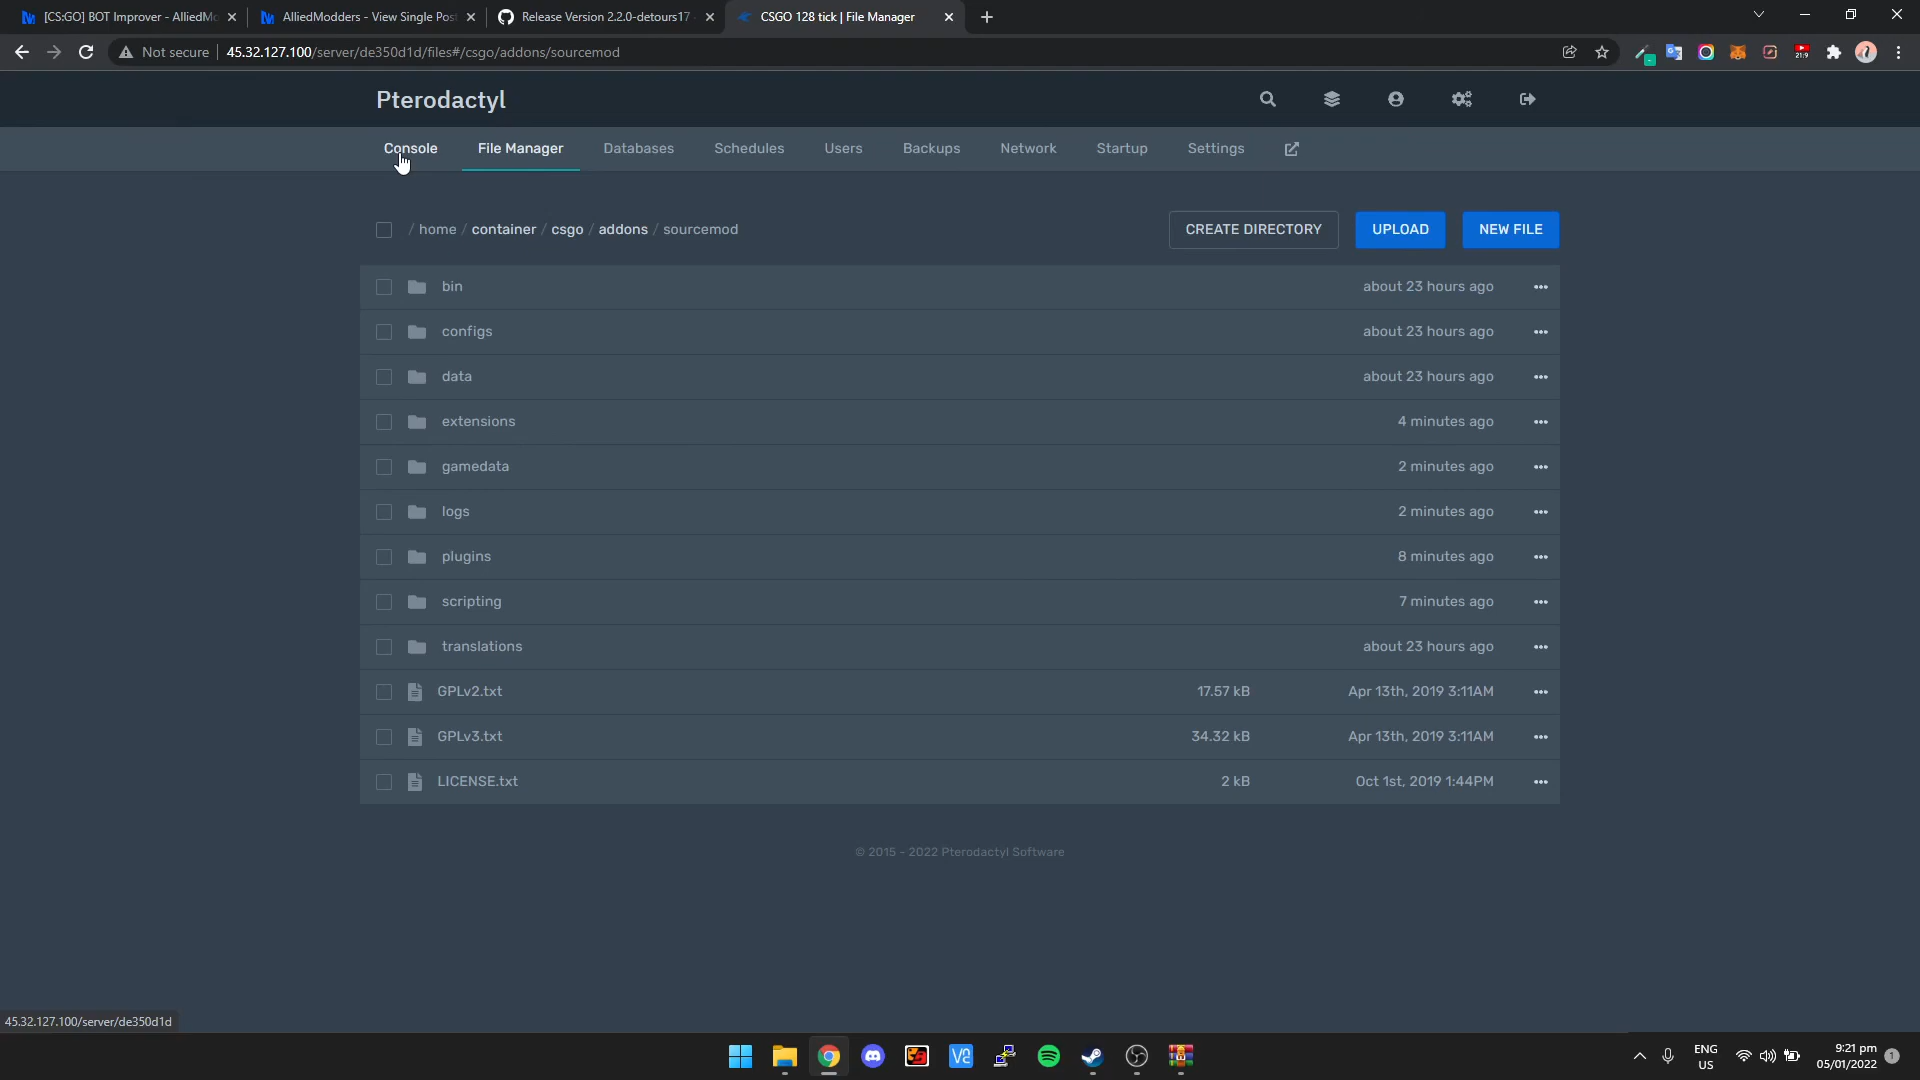 [CS:GO] BOT Improver - AlliedMo
AlliedModders - View Single Post
Release Version 2.2.0-detours17
CSGO 128 tick | File Manager
Not secure
45.32.127.100/server/de350d1d/files#/csgo/addons/sourcemod
21:9
Pterodactyl
Console
File Manager
Databases
Schedules
Users
Backups
Network
Startup
Settings
/ home / container / csgo / addons / sourcemod
CREATE DIRECTORY
UPLOAD
NEW FILE
bin about 23 hours ago
configs about 23 hours ago
data about 23 hours ago
extensions 4 minutes ago
gamedata 2 minutes ago
logs 2 minutes ago
plugins 8 minutes ago
scripting 7 minutes ago
translations about 23 hours ago
GPLv2.txt 17.57 kB Apr 13th, 2019 3:11AM
GPLv3.txt 34.32 kB Apr 13th, 2019 3:11AM
LICENSE.txt 2 kB Oct 1st, 2019 1:44PM
© 2015 - 2022 Pterodactyl Software
45.32.127.100/server/de350d1d
ENG
US
9:21 pm
05/01/2022
1